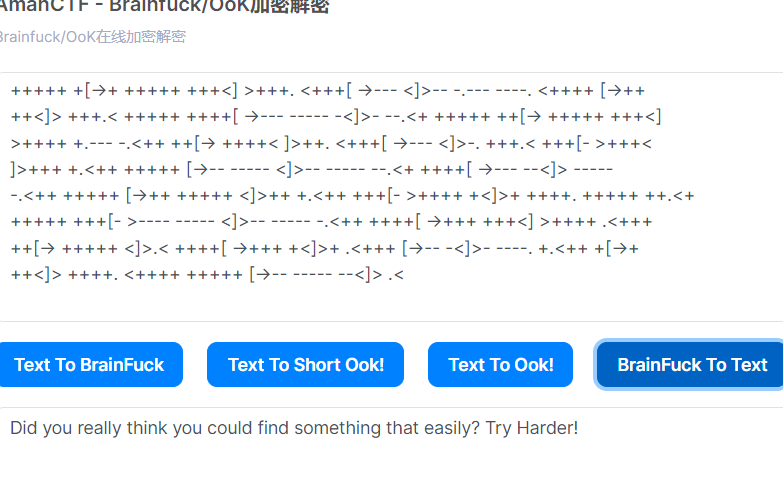 AmanCTF - Brainfuck/OoK加密解密
Brainfuck/OoK在线加密解密
+++++ +[->+ +++++ +++<] >+++. <+++[ ->--- <]>-- -.--- ----. <++++ [->++
++<]> +++.< +++++ ++++[ ->--- ----- -<]>- --.<+ +++++ ++[-> +++++ +++<]
>++++ +.--- -.<++ ++[-> ++++< ]>++. <+++[ ->--- <]>-. +++.< +++[- >+++<
]>+++ +.<++ +++++ [->-- ----- <]>-- ----- --.<+ ++++[ ->--- --<]> -----
-.<++ +++++ [->++ +++++ <]>++ +.<++ +++[- >++++ +<]>+ ++++. +++++ ++.<+
+++++ +++[- >---- ----- <]>-- ----- -.<++ ++++[ ->+++ +++<] >++++ .<+++
++[-> +++++ <]>.< ++++[ ->+++ +<]>+ .<+++ [->-- -<]>- ----. +.<++ +[->+
++<]> ++++. <++++ +++++ [->-- ----- --<]> .<
Text To BrainFuck
Text To Short Ook!
Text To Ook!
BrainFuck To Text
Did you really think you could find something that easily? Try Harder!